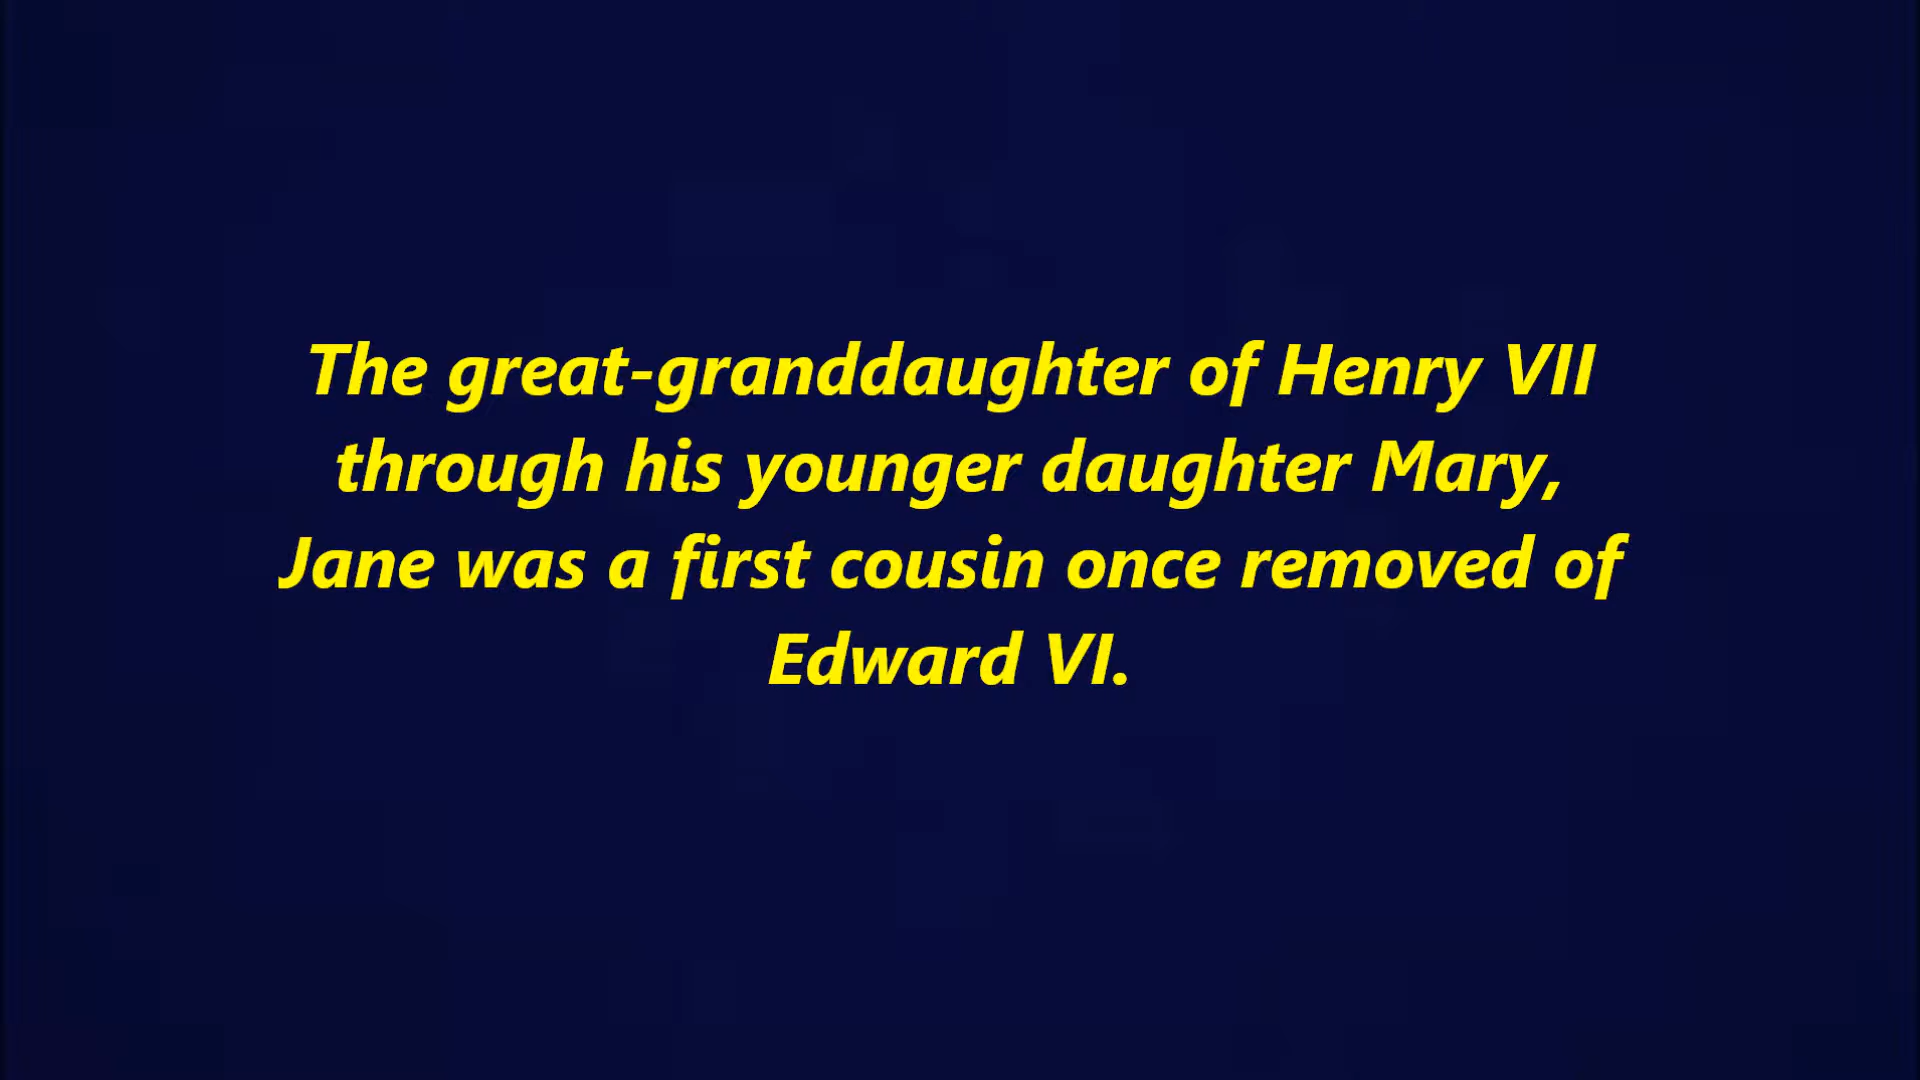 The great-granddaughter of Henry VII
through his younger daughter Mary,
Jane was a first cousin once removed of
Edward VI.